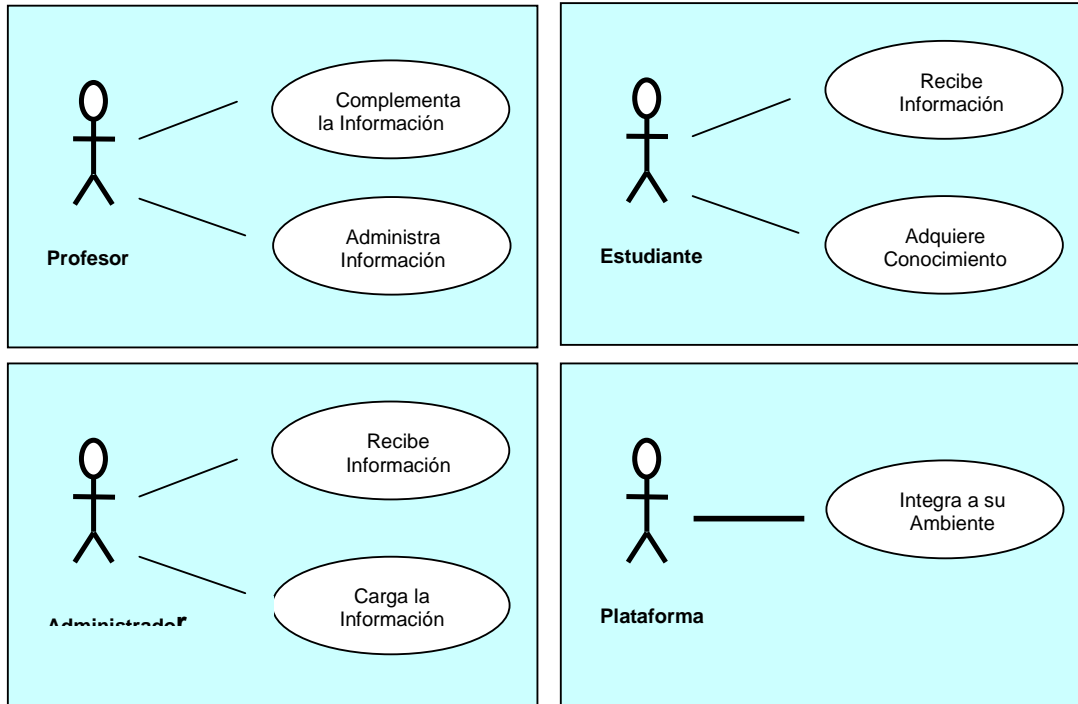 Complementa
la Información
Administra
Información
Profesor
Recibe
Información
Adquiere
Conocimiento
Estudiante
Recibe
Información
Carga la
Información
Administrador
Integra a su
Ambiente
Plataforma